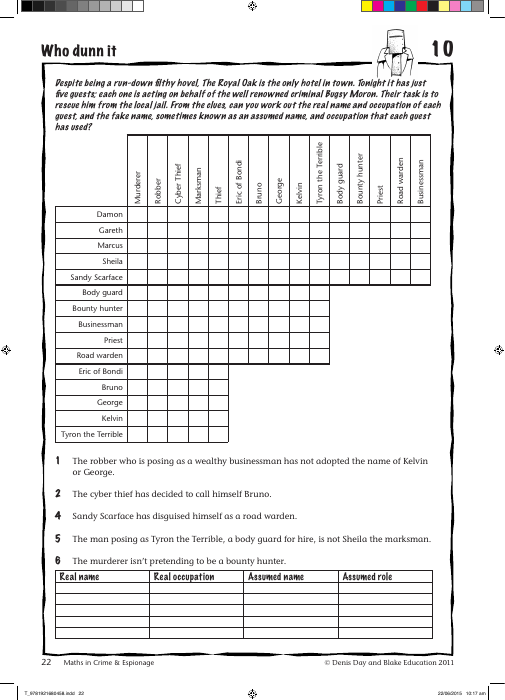 Who dunn it
10
Despite being a run-down filthy hovel, The Royal Oak is the only hotel in town. Tonight it has just
five guests; each one is acting on behalf of the well renowned criminal Bugsy Moron. Their task is to
rescue him from the local jail. From the clues, can you work out the real name and occupation of each
guest, and the fake name, sometimes known as an assumed name, and occupation that each guest
has used?
Murderer
Robber
Cyber Thief
Marksman
Thief
Eric of Bondi
Bruno
George
Kelvin
Tyron the Terrible
Body guard
Bounty hunter
Priest
Road warden
Businessman
Damon
Gareth
Marcus
Sheila
Sandy Scarface
Body guard
Bounty hunter
Businessman
Priest
Road warden
Eric of Bondi
Bruno
George
Kelvin
Tyron the Terrible
1 The robber who is posing as a wealthy businessman has not adopted the name of Kelvin
or George.
2 The cyber thief has decided to call himself Bruno.
4 Sandy Scarface has disguised himself as a road warden.
5 The man posing as Tyron the Terrible, a body guard for hire, is not Sheila the marksman.
6 The murderer isn't pretending to be a bounty hunter.
Real name Real occupation Assumed name Assumed role
22 Maths in Crime & Espionage © Denis Day and Blake Education 2011
T_9781921680458.indd 22 22/06/2015 10:17 am